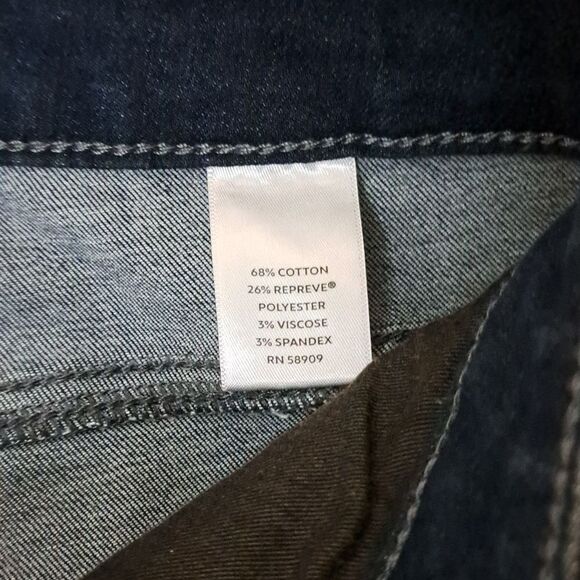 68% COTTON
26% REPREVE®
POLYESTER
3% VISCOSE
3% SPANDEX
RN 58909